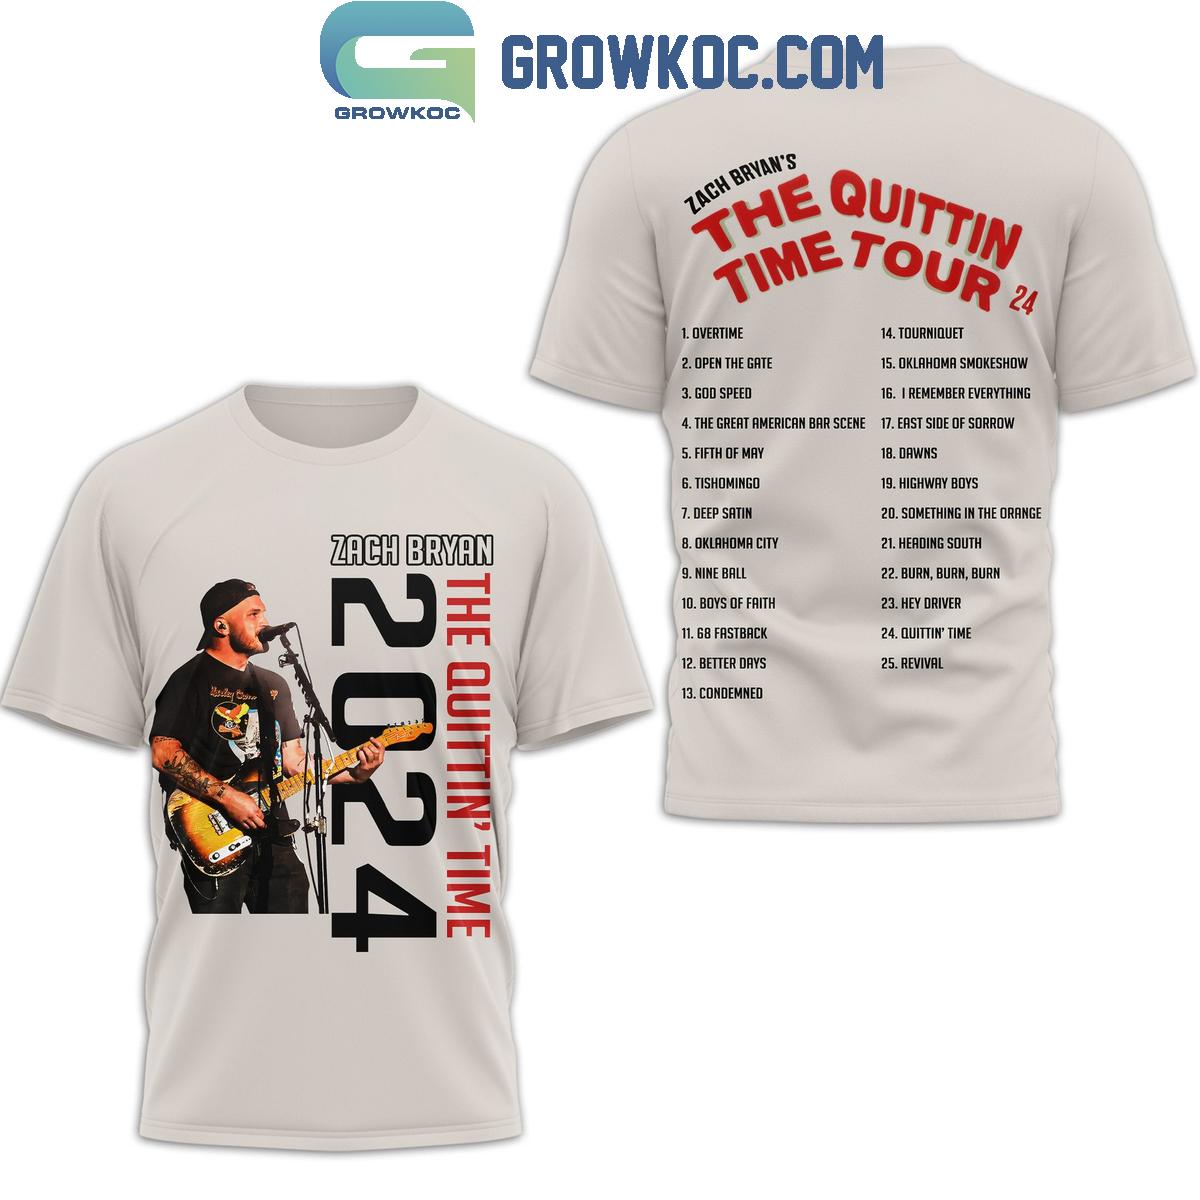 GROWKOC
GROWKOC.COM
ZACH BRYAN'S
THE QUITTIN
TIME TOUR 24
1. OVERTIME
2. OPEN THE GATE
3. GOD SPEED
4. THE GREAT AMERICAN BAR SCENE
5. FIFTH OF MAY
6. TISHOMINGO
7. DEEP SATIN
8. OKLAHOMA CITY
9. NINE BALL
10. BOYS OF FAITH
11. 68 FASTBACK
12. BETTER DAYS
13. CONDEMNED
14. TOURNIQUET
15. OKLAHOMA SMOKESHOW
16. I REMEMBER EVERYTHING
17. EAST SIDE OF SORROW
18. DAWNS
19. HIGHWAY BOYS
20. SOMETHING IN THE ORANGE
21. HEADING SOUTH
22. BURN, BURN, BURN
23. HEY DRIVER
24. QUITTIN' TIME
25. REVIVAL
ZACH BRYAN
2024
THE QUITTIN' TIME